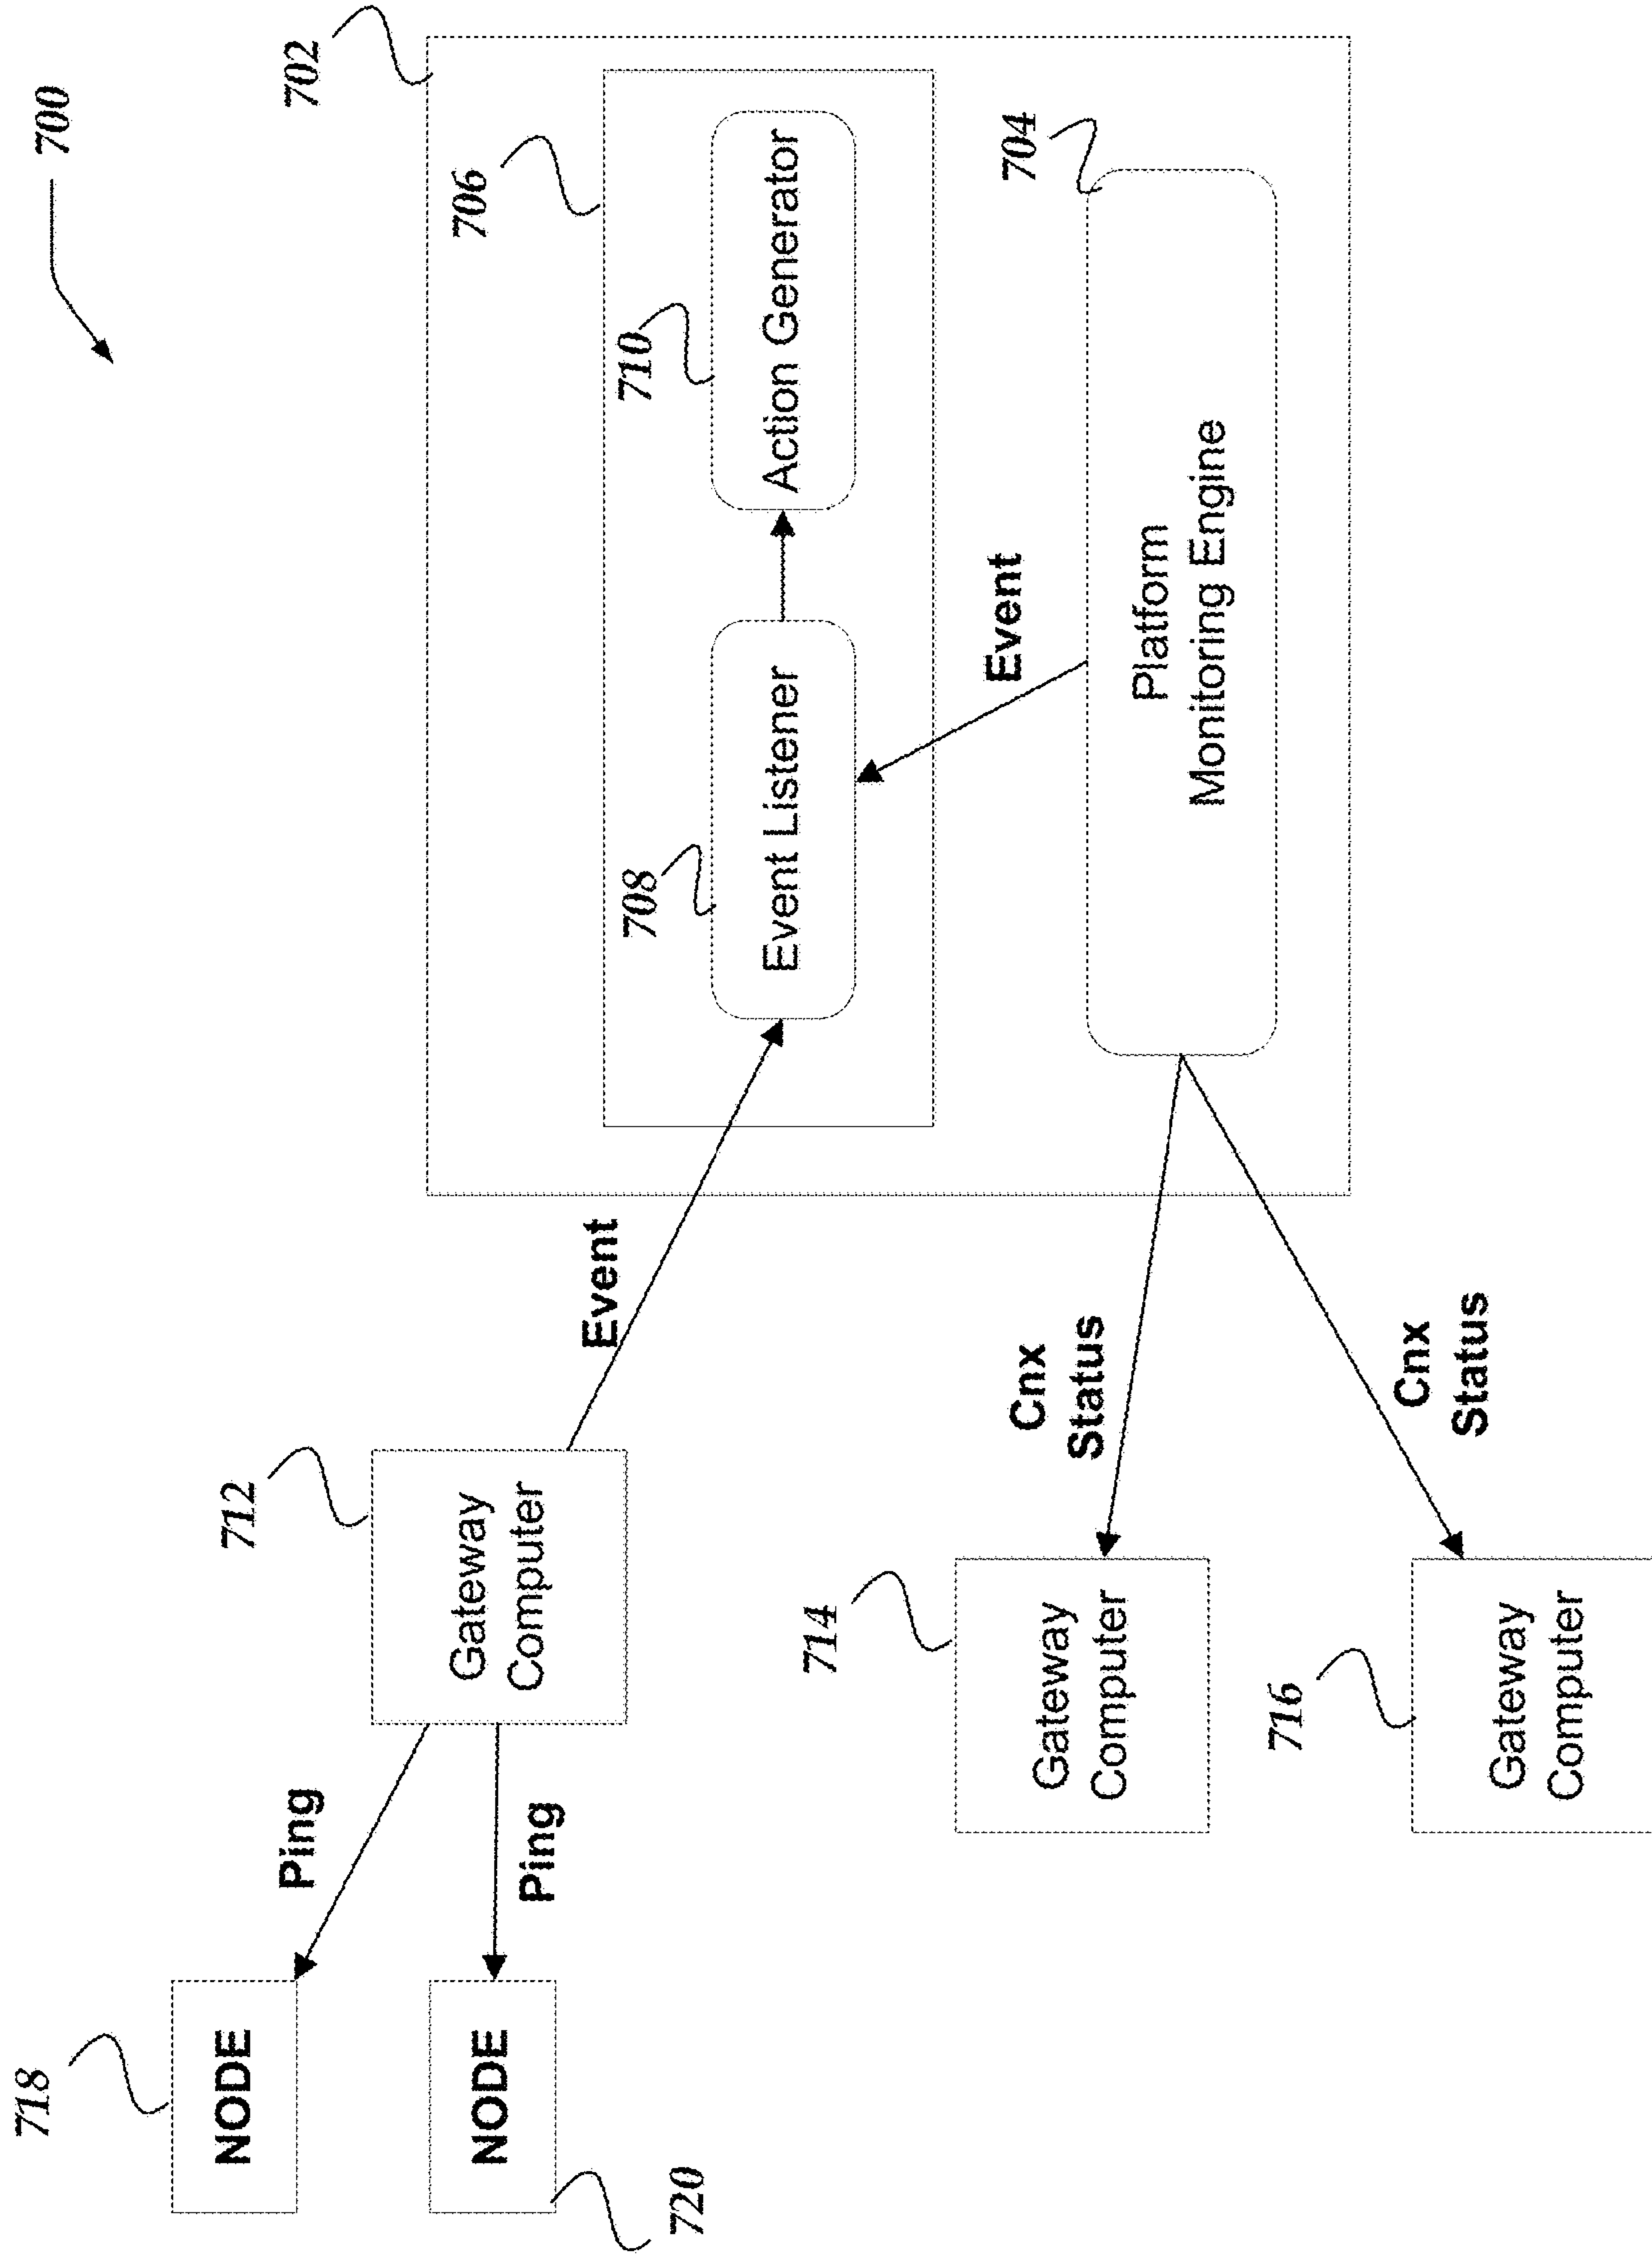 700
702
706
710
Action Generator
708
Event Listener
704
Platform
Monitoring Engine
Event
Event
712
Gateway
Computer
Cnx
Status
Cnx
Status
714
Gateway
Computer
716
Gateway
Computer
Ping
Ping
718
NODE
720
NODE